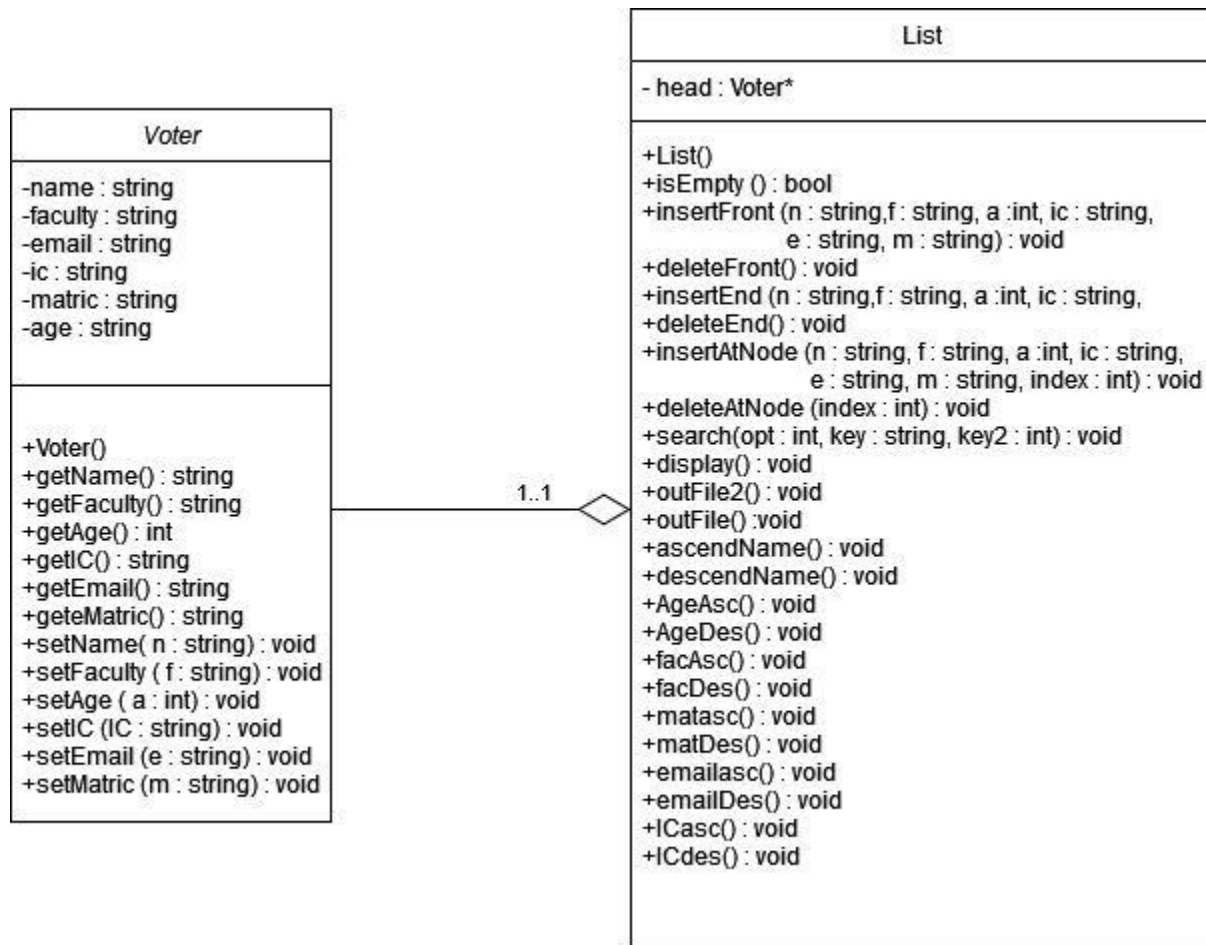 Voter
-name : string
-faculty : string
-email : string
-ic : string
-matric : string
-age : string
+Voter()
+getName() : string
+getFaculty() : string
+getAge() : int
+getIC() : string
+getEmail() : string
+geteMatric() : string
+setName( n : string) : void
+setFaculty ( f : string) : void
+setAge ( a : int) : void
+setIC (IC : string) : void
+setEmail (e : string) : void
+setMatric (m : string) : void
1..1
List
- head : Voter*
+List()
+isEmpty () : bool
+insertFront (n : string,f : string, a :int, ic : string,
e : string, m : string) : void
+deleteFront() : void
+insertEnd (n : string,f : string, a :int, ic : string,
+deleteEnd() : void
+insertAtNode (n : string, f : string, a :int, ic : string,
e : string, m : string, index : int) : void
+deleteAtNode (index : int) : void
+search(opt : int, key : string, key2 : int) : void
+display() : void
+outFile2() : void
+outFile() :void
+ascendName() : void
+descendName() : void
+AgeAsc() : void
+AgeDes() : void
+facAsc() : void
+facDes() : void
+matasc() : void
+matDes() : void
+emailasc() : void
+emailDes() : void
+ICasc() : void
+ICdes() : void